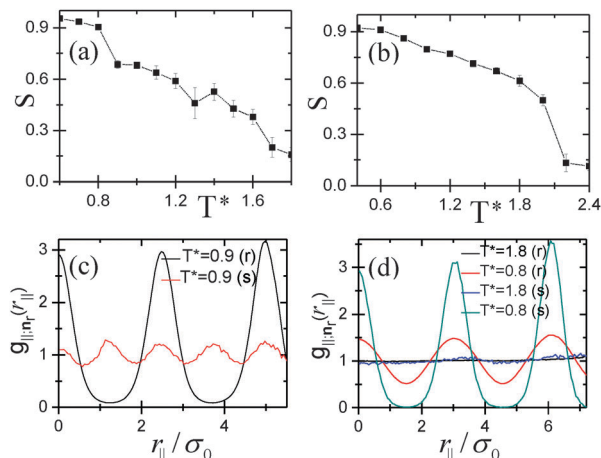 (a)
S
0.9
0.6
0.3
0.0
0.8 1.2 1.6
T*
(b)
S
0.9
0.6
0.3
0.0
0.6 1.2 1.8 2.4
T*
(c)
T*=0.9 (r)
T*=0.9 (s)
g∥;nr(r∥)
3
2
1
0
0 2 4
r∥/σ0
(d)
T*=1.8 (r)
T*=0.8 (r)
T*=1.8 (s)
T*=0.8 (s)
g∥;nr(r∥)
3
2
1
0
0 2 4 6
r∥/σ0